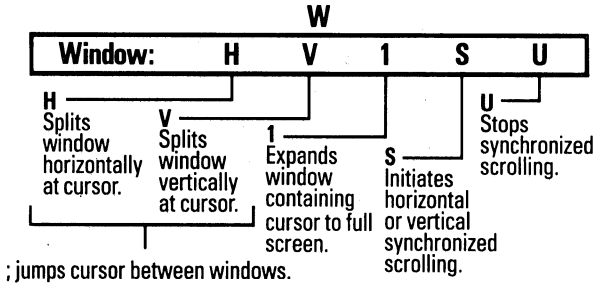 W
Window: H V 1 S U
H
Splits
window
horizontally
at cursor.
V
Splits
window
vertically
at cursor.
1
Expands
window
containing
cursor to full
screen.
S
Initiates
horizontal
or vertical
synchronized
scrolling.
U
Stops
synchronized
scrolling.
; jumps cursor between windows.